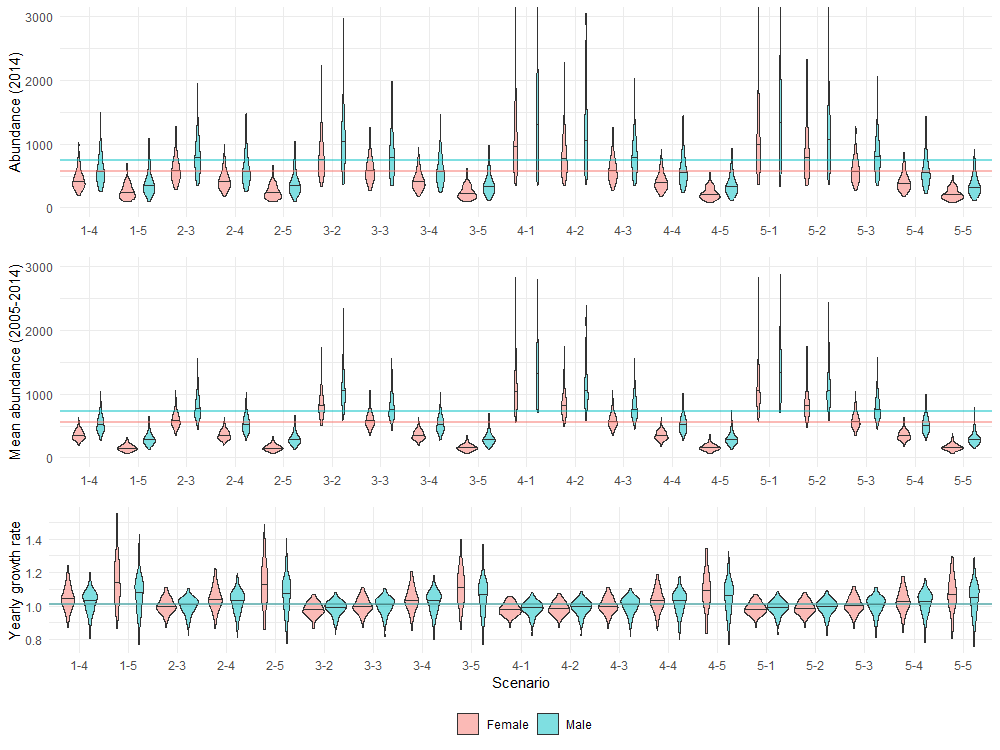 Abundance (2014)
3000
2000
1000
0
1-4 1-5 2-3 2-4 2-5 3-2 3-3 3-4 3-5 4-1 4-2 4-3 4-4 4-5 5-1 5-2 5-3 5-4 5-5
Mean abundance (2005-2014)
3000
2000
1000
0
1-4 1-5 2-3 2-4 2-5 3-2 3-3 3-4 3-5 4-1 4-2 4-3 4-4 4-5 5-1 5-2 5-3 5-4 5-5
Yearly growth rate
1.4
1.2
1.0
0.8
1-4 1-5 2-3 2-4 2-5 3-2 3-3 3-4 3-5 4-1 4-2 4-3 4-4 4-5 5-1 5-2 5-3 5-4 5-5
Scenario
Female Male